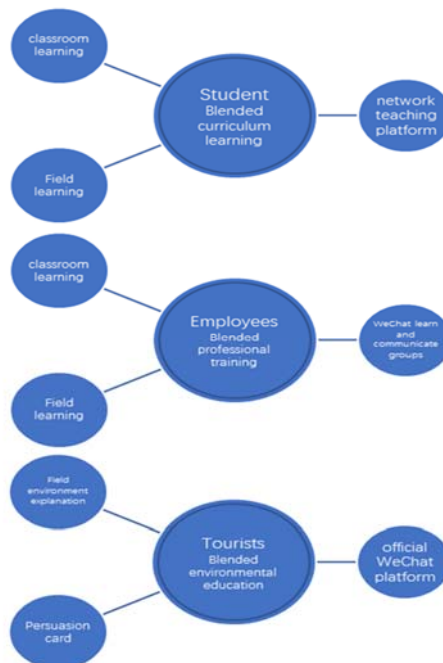 classroom
learning
Student
Blended
curriculum
learning
network
teaching
platform
Field
learning
classroom
learning
Employees
Blended
professional
training
WeChat learn
and
communicate
groups
Field
learning
Field
environment
explanation
Tourists
Blended
environmental
education
official
WeChat
platform
Persuasion
card